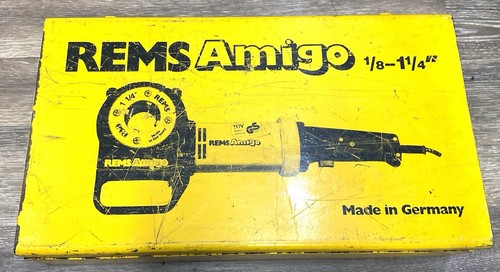 REMS Amigo 1/8–1 1/4"
1 1/4" REMS
REMS Amigo
REMS Amigo
Made in Germany